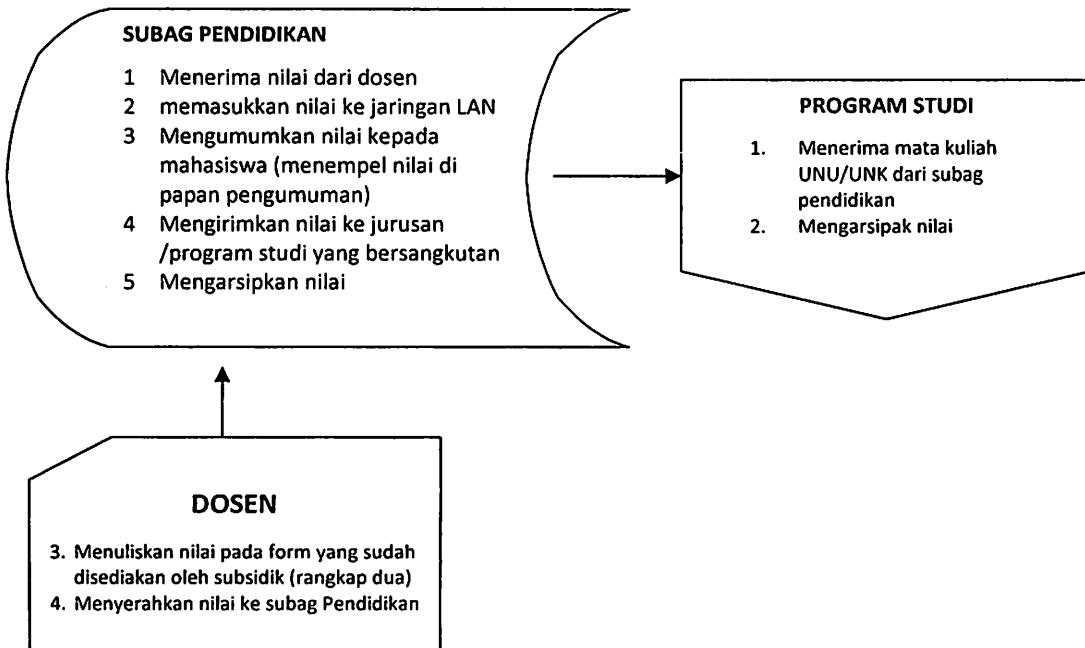 SUBAG PENDIDIKAN
1 Menerima nilai dari dosen
2 memasukkan nilai ke jaringan LAN
3 Mengumumkan nilai kepada
mahasiswa (menempel nilai di
papan pengumuman)
4 Mengirimkan nilai ke jurusan
/program studi yang bersangkutan
5 Mengarsipkan nilai
PROGRAM STUDI
1. Menerima mata kuliah
UNU/UNK dari subag
pendidikan
2. Mengarsipak nilai
DOSEN
3. Menuliskan nilai pada form yang sudah
disediakan oleh subsidik (rangkap dua)
4. Menyerahkan nilai ke subag Pendidikan